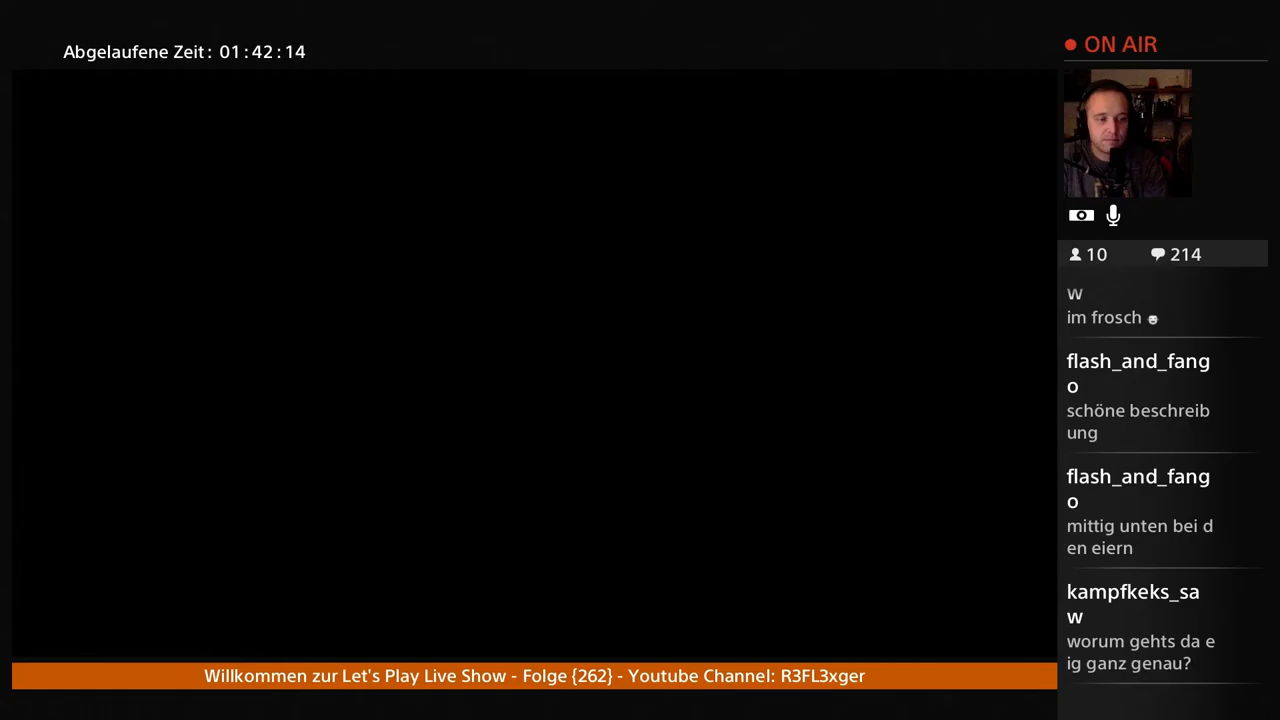 Abgelaufene Zeit: 01:42:14
ON AIR
10 214
w
im frosch
flash_and_fang
o
schöne beschreib
ung
flash_and_fang
o
mittig unten bei d
en eiern
kampfkeks_sa
w
worum gehts da e
ig ganz genau?
Willkommen zur Let's Play Live Show - Folge {262} - Youtube Channel: R3FL3xger